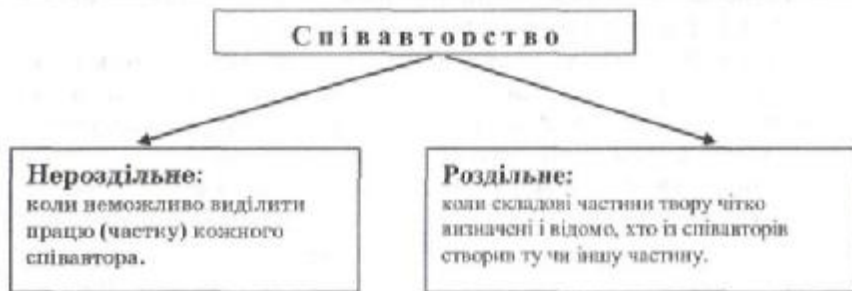 Співавторство
Нероздільне:
коли неможливо виділити
працю (частку) кожного
співавтора.
Роздільне:
коли складові частини твору чітко
визначені і відомо, хто із співавторів
створив ту чи іншу частину.